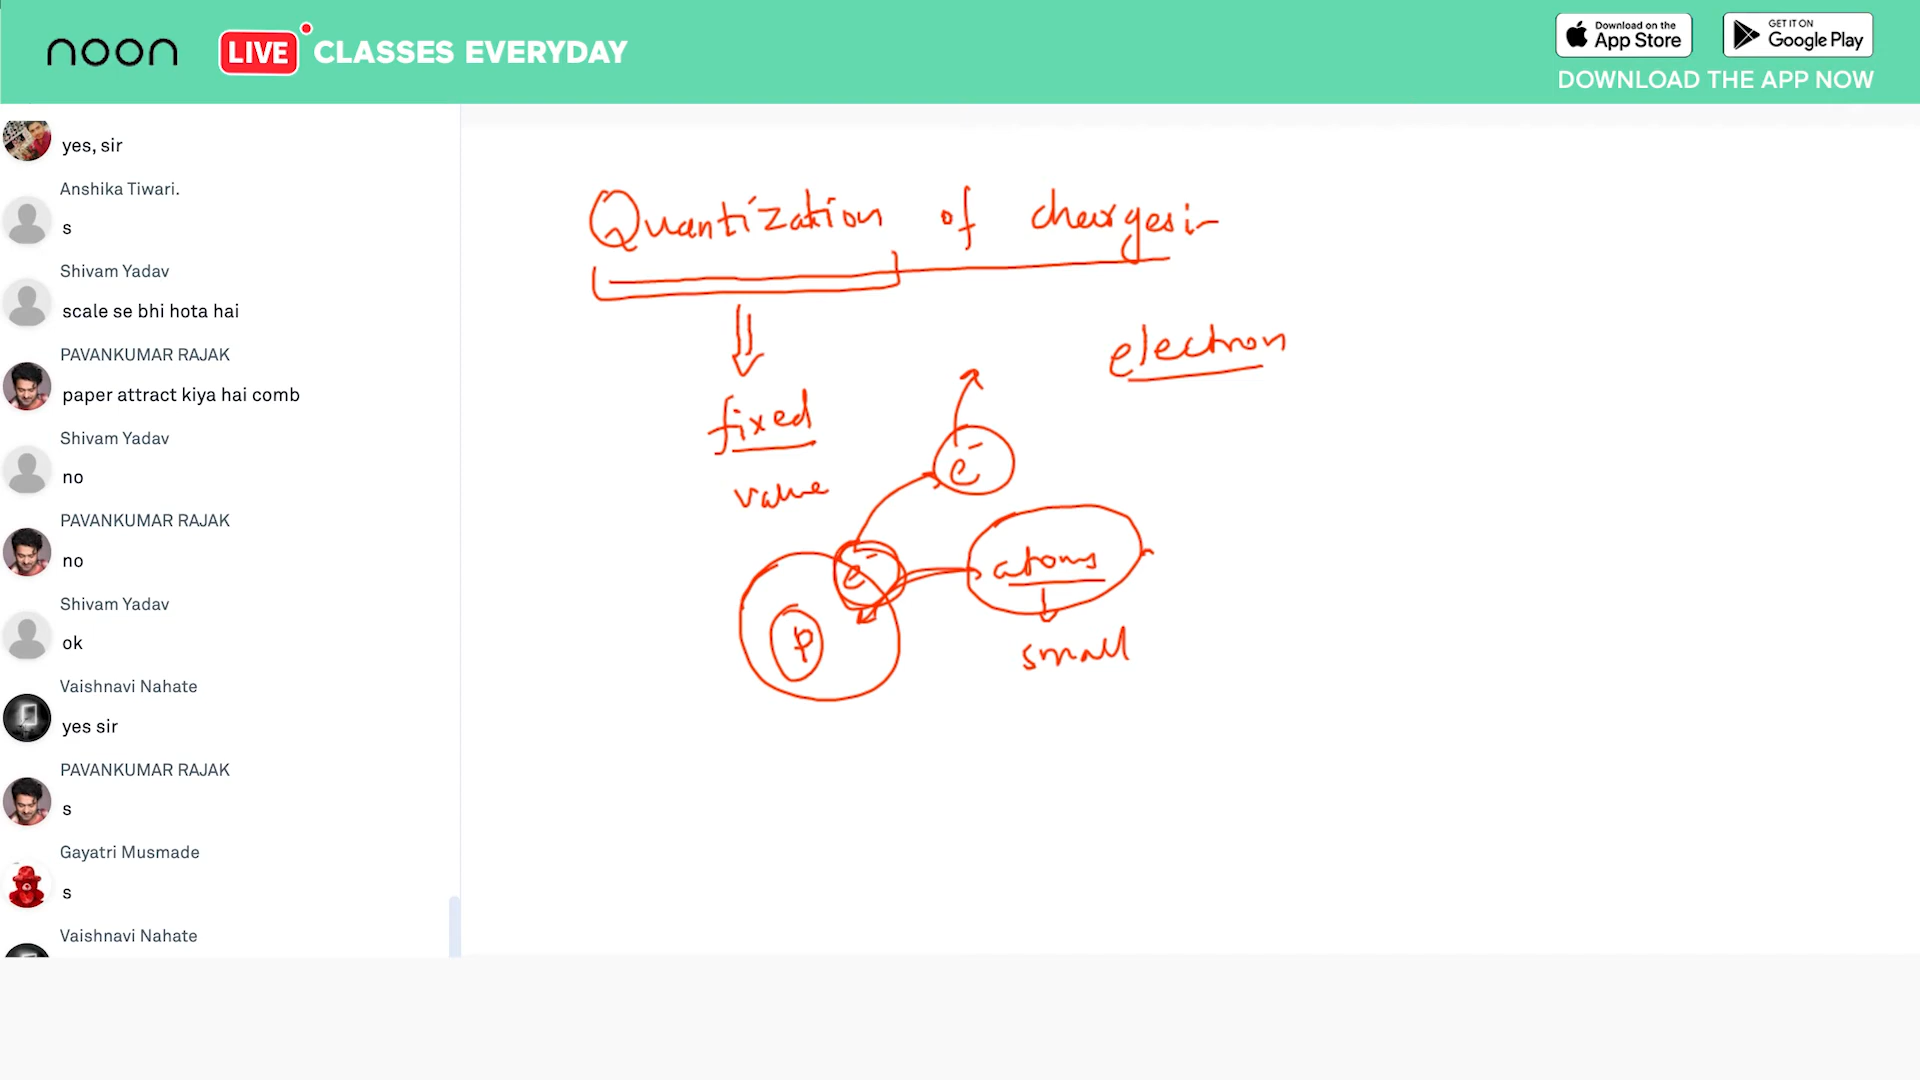 noon LIVE CLASSES EVERYDAY
Download on the App Store
GET IT ON Google Play
DOWNLOAD THE APP NOW
yes, sir
Anshika Tiwari.
s
Shivam Yadav
scale se bhi hota hai
PAVANKUMAR RAJAK
paper attract kiya hai comb
Shivam Yadav
no
PAVANKUMAR RAJAK
no
Shivam Yadav
ok
Vaishnavi Nahate
yes sir
PAVANKUMAR RAJAK
s
Gayatri Musmade
s
Vaishnavi Nahate
Quantization of charges:-
electron
fixed
value
e⁻
e⁻
atoms
P
small